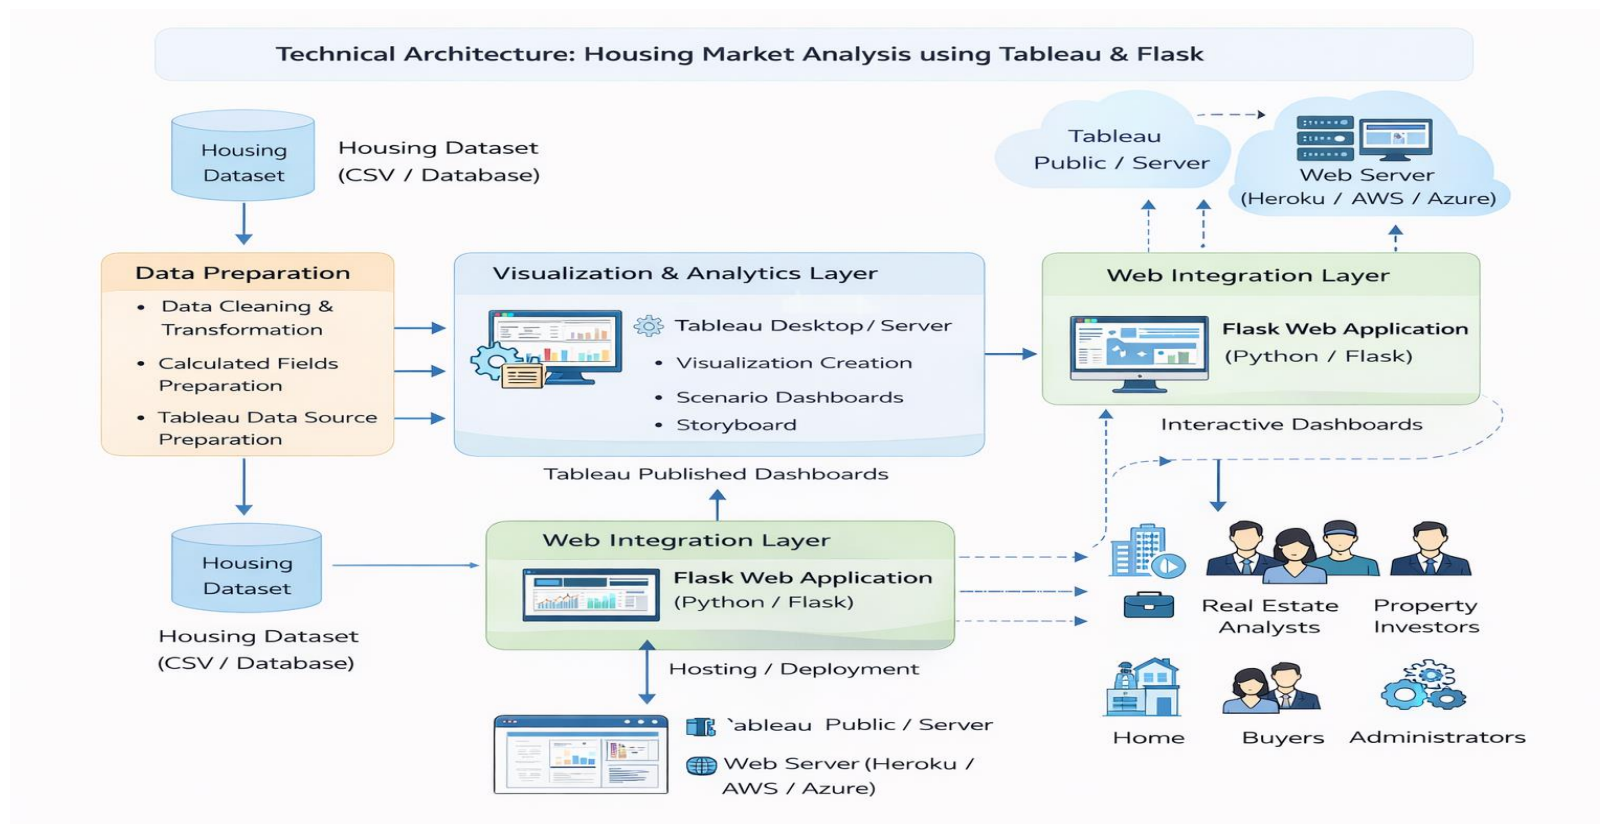 Technical Architecture: Housing Market Analysis using Tableau & Flask
Housing
Dataset
Housing Dataset
(CSV / Database)
Tableau
Public / Server
Web Server
(Heroku / AWS / Azure)
Data Preparation
• Data Cleaning &
Transformation
• Calculated Fields
Preparation
• Tableau Data Source
Preparation
Visualization & Analytics Layer
Tableau Desktop / Server
• Visualization Creation
• Scenario Dashboards
• Storyboard
Web Integration Layer
Flask Web Application
(Python / Flask)
Interactive Dashboards
Tableau Published Dashboards
Housing
Dataset
Housing Dataset
(CSV / Database)
Web Integration Layer
Flask Web Application
(Python / Flask)
Hosting / Deployment
`ableau Public / Server
Web Server (Heroku /
AWS / Azure)
Real Estate
Analysts
Property
Investors
Home
Buyers
Administrators